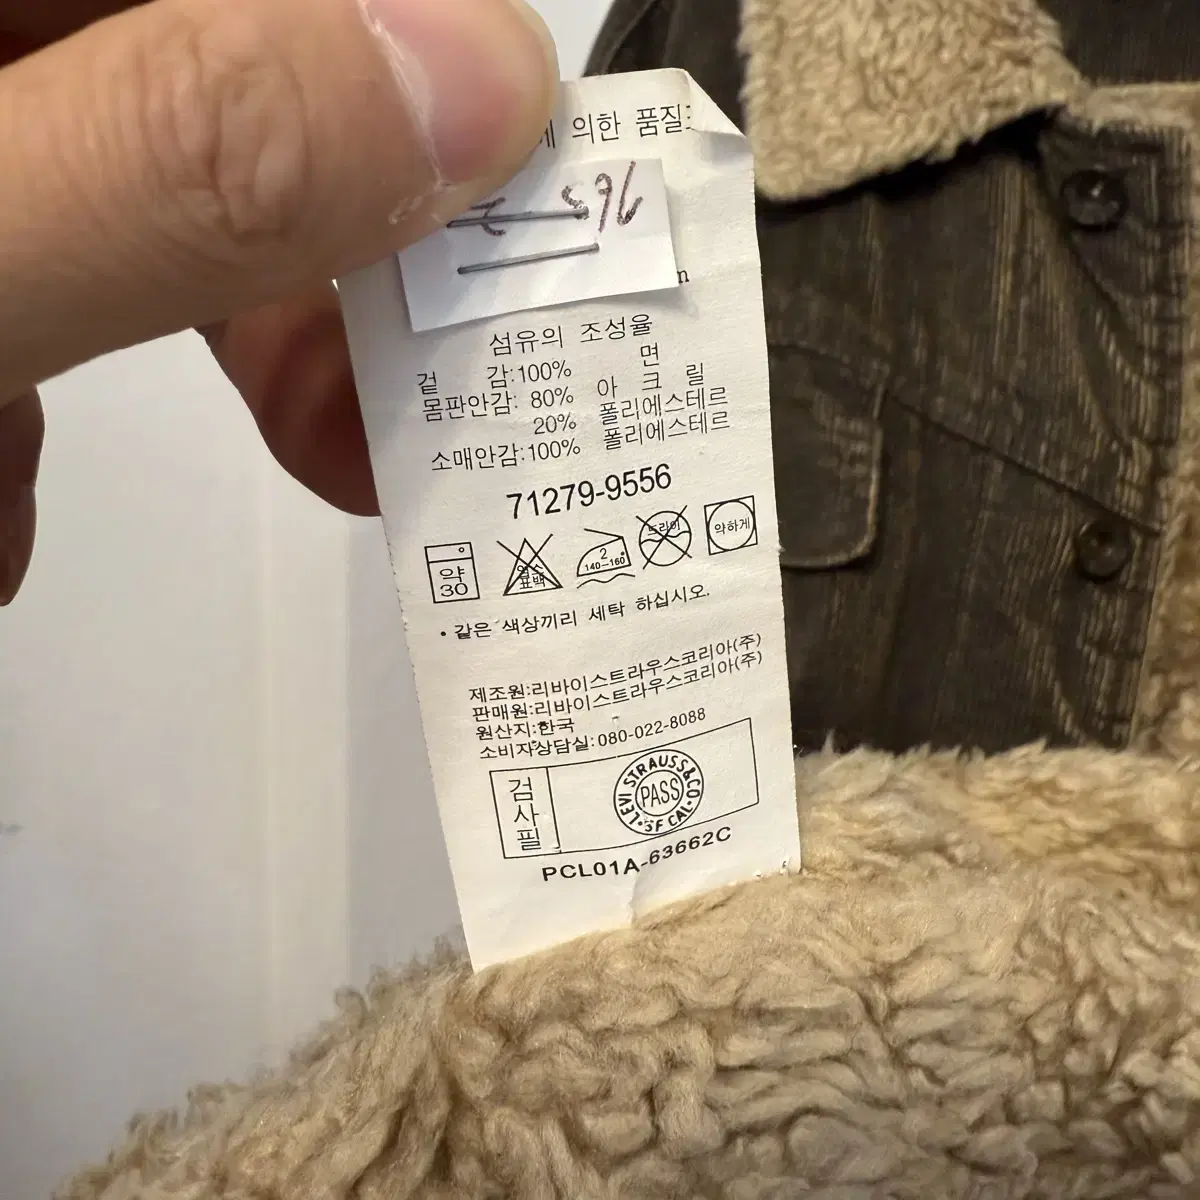 에 의한 품질
섬유의 조성율
겉 감:100% 면
몸판안감: 80% 아크릴
20% 폴리에스테르
소매안감:100% 폴리에스테르
71279-9556
약 30
염소 표백
2 140-160°
드라이
약하게
• 같은 색상끼리 세탁 하십시오.
제조원:리바이스트라우스코리아(주)
판매원:리바이스트라우스코리아(주)
원산지:한국
소비자상담실:080-022-8088
검사필
LEVI STRAUSS & CO.
PASS
SF CAL.
PCL01A-63662C